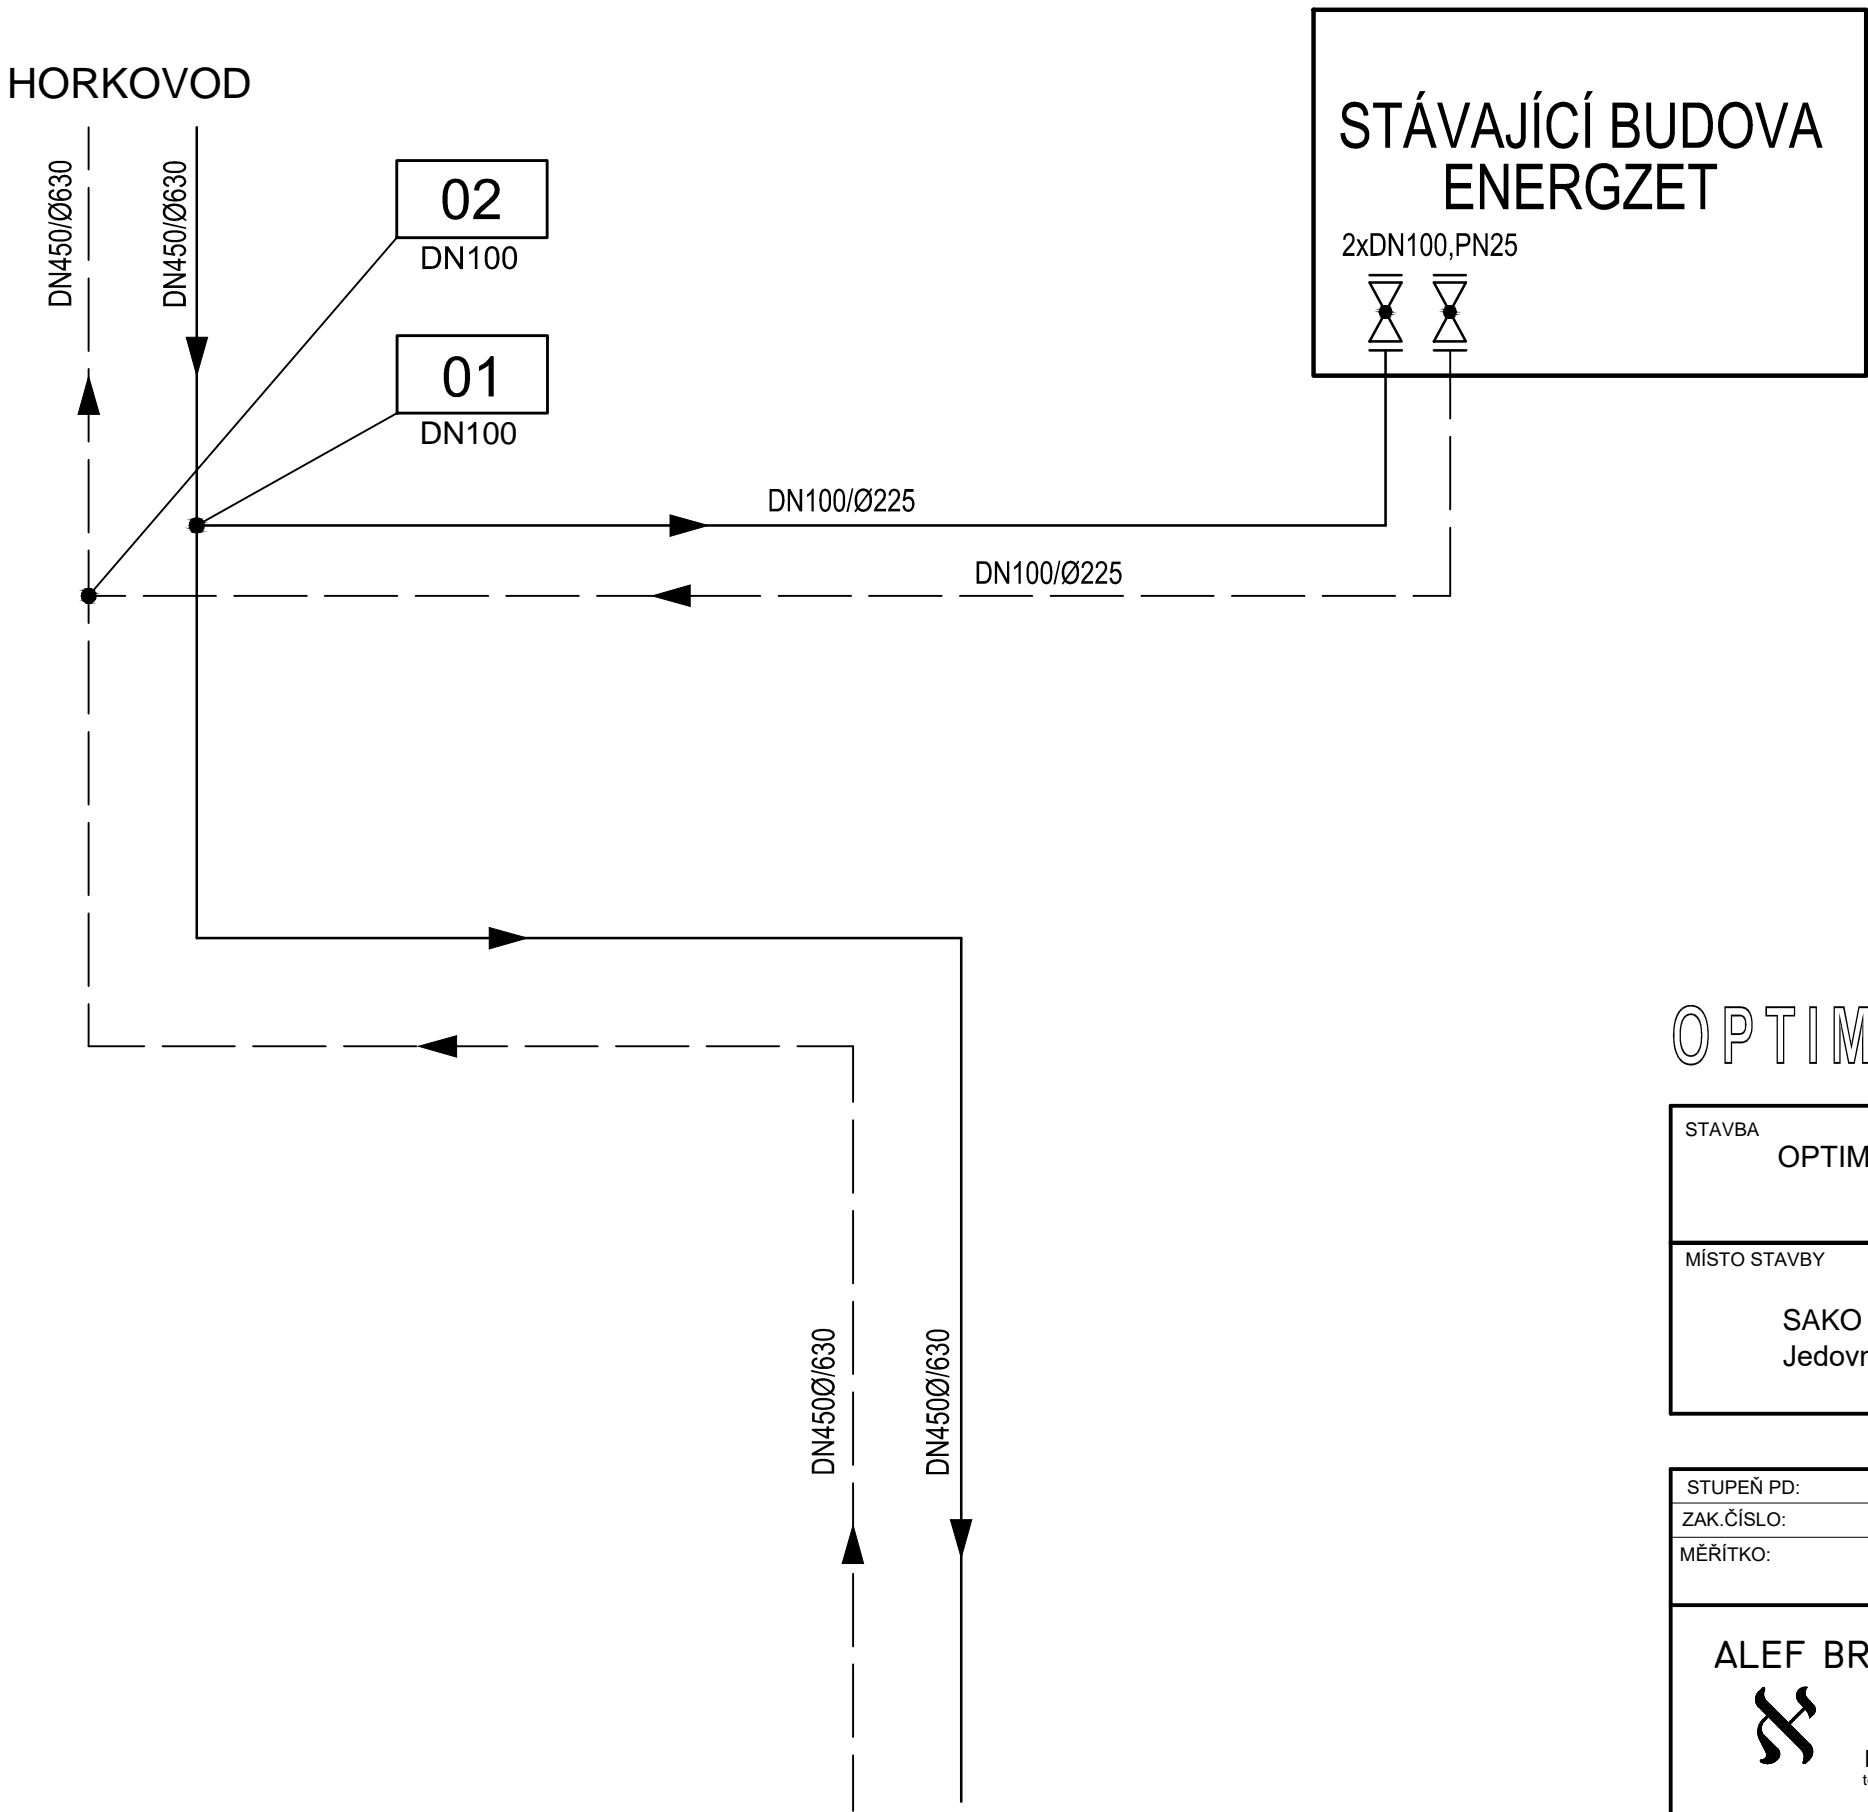 HORKOVOD
DN450/Ø630
DN450/Ø630
02
DN100
01
DN100
STÁVAJÍCÍ BUDOVA
ENERGZET
2xDN100,PN25
DN100/Ø225
DN100/Ø225
DN450Ø/630
DN450Ø/630
OPTIM
STAVBA
OPTIM
MÍSTO STAVBY
SAKO
Jedovn
STUPEŇ PD:
ZAK.ČÍSLO:
MĚŘÍTKO:
ALEF BR
א